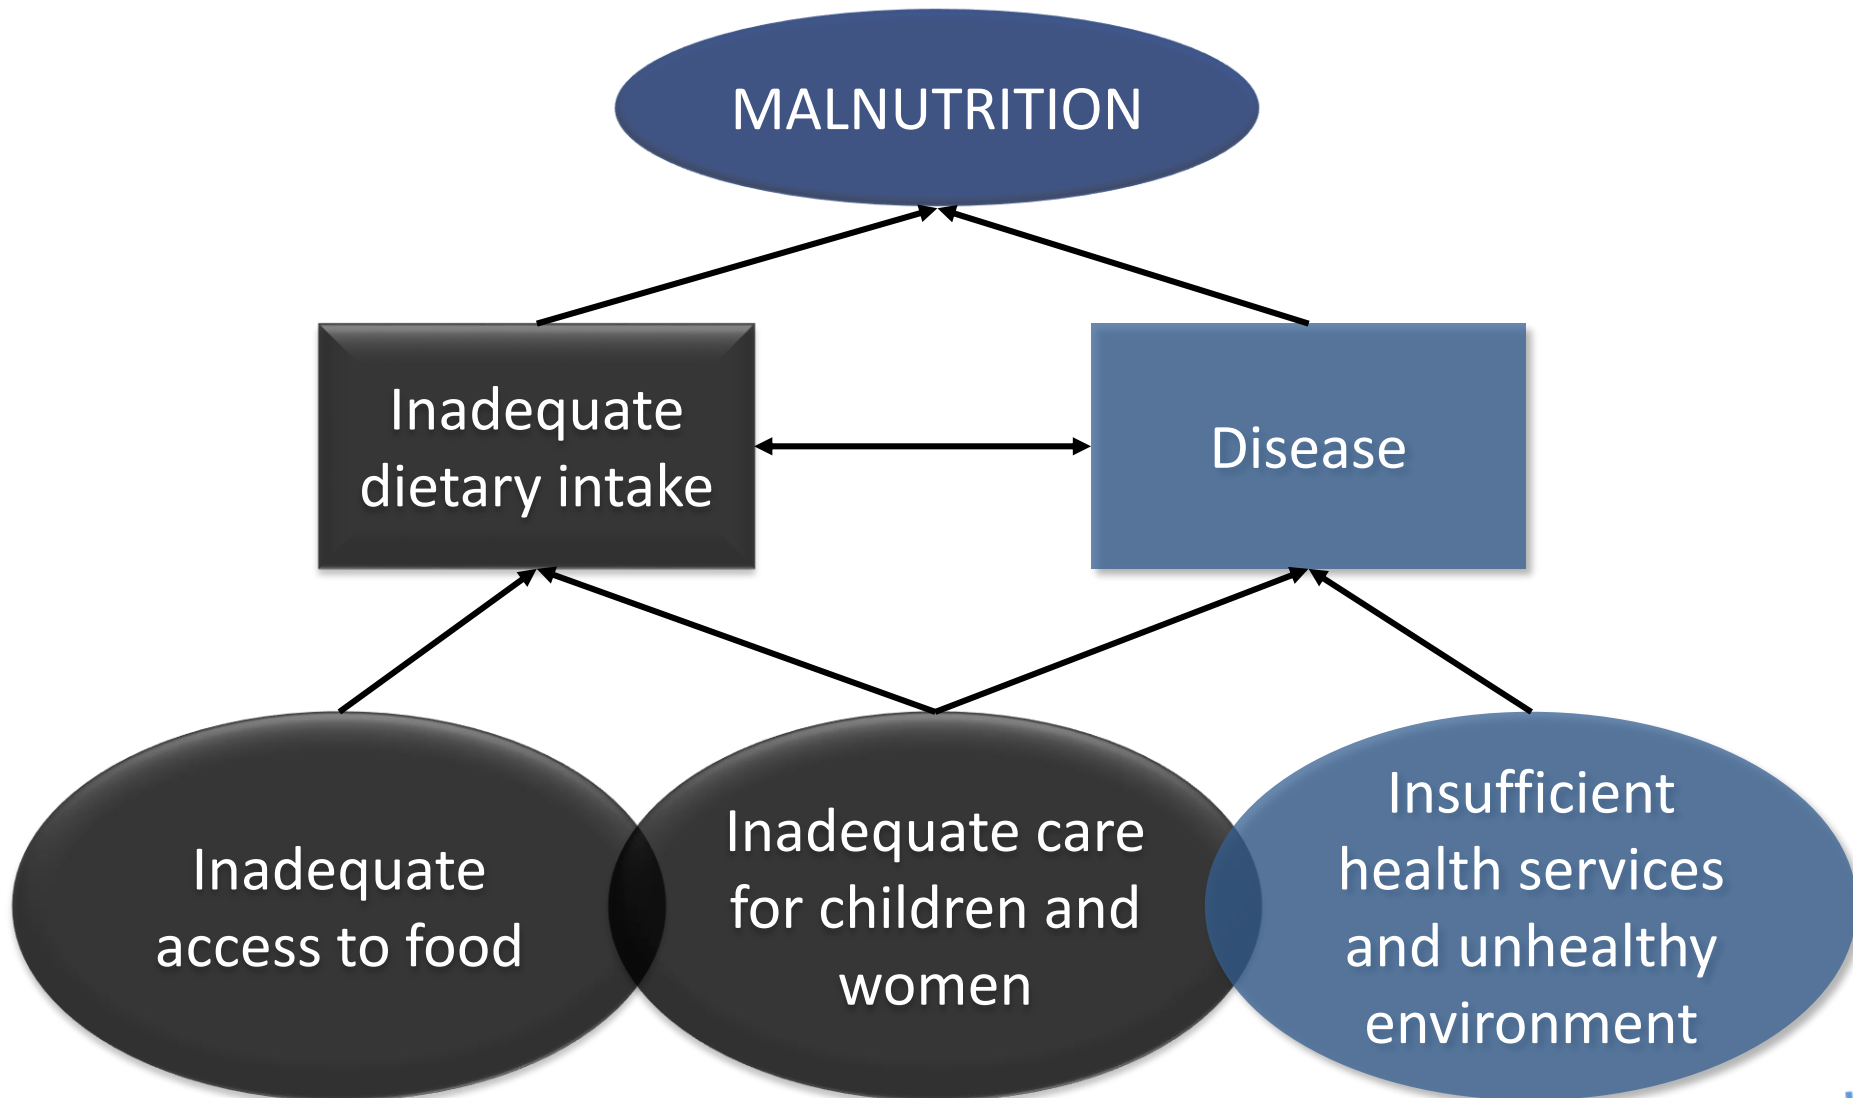 MALNUTRITION
Inadequate
dietary intake
Disease
Inadequate
access to food
Inadequate care
for children and
women
Insufficient
health services
and unhealthy
environment